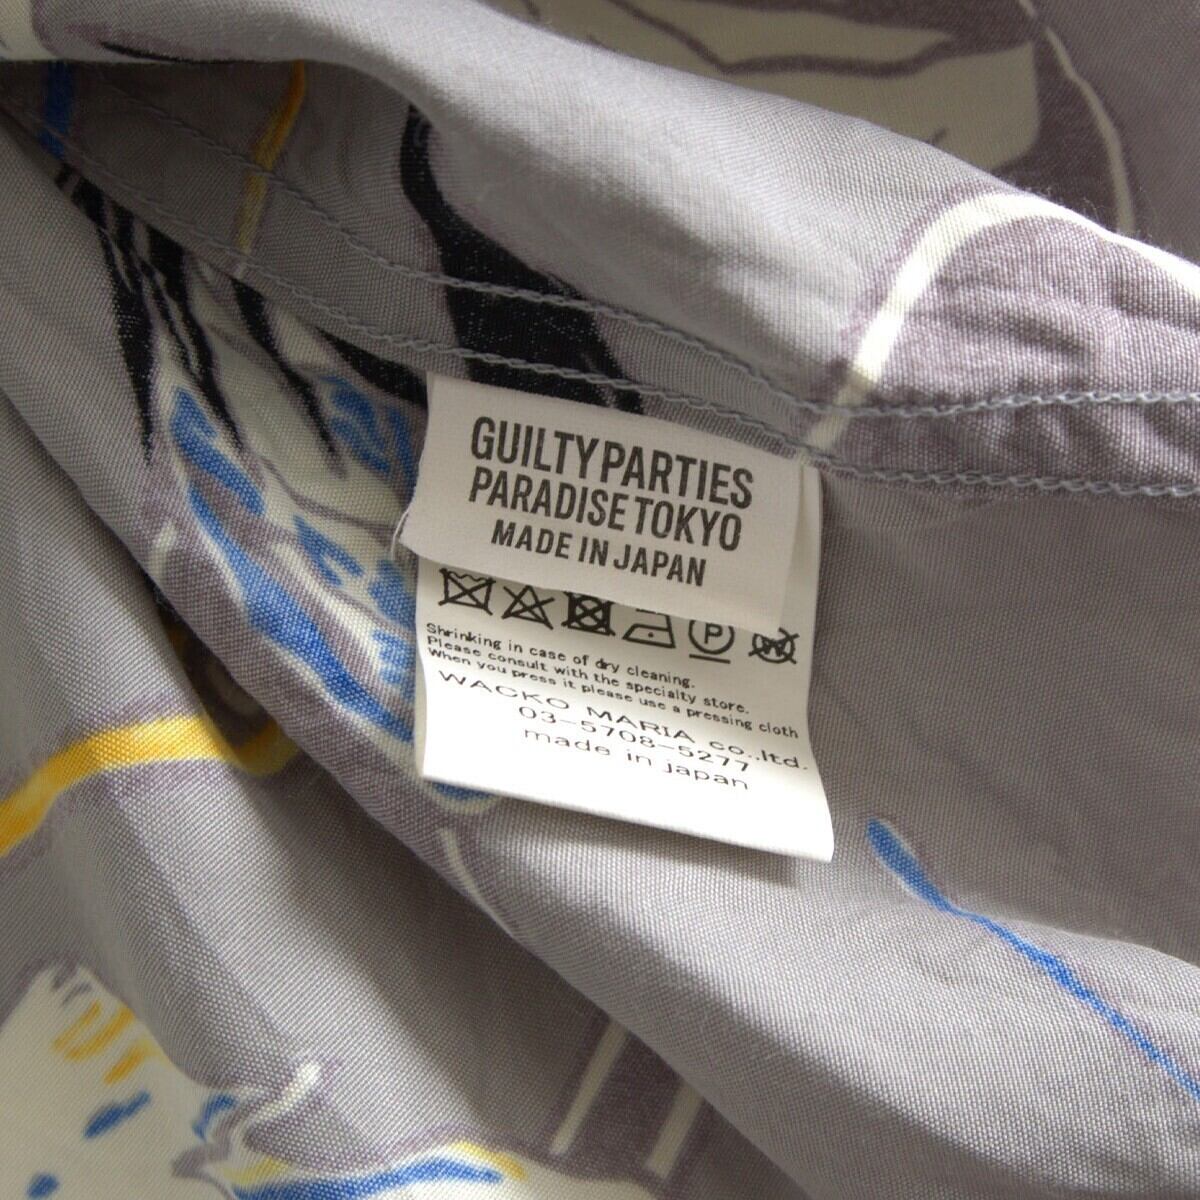 GUILTY PARTIES
PARADISE TOKYO
MADE IN JAPAN
P
W
Shrinking in case of dry cleaning.
Please consult with the specialty store.
When you press it please use a pressing cloth
WACKO MARIA co.,ltd.
03-5708-5277
made in japan